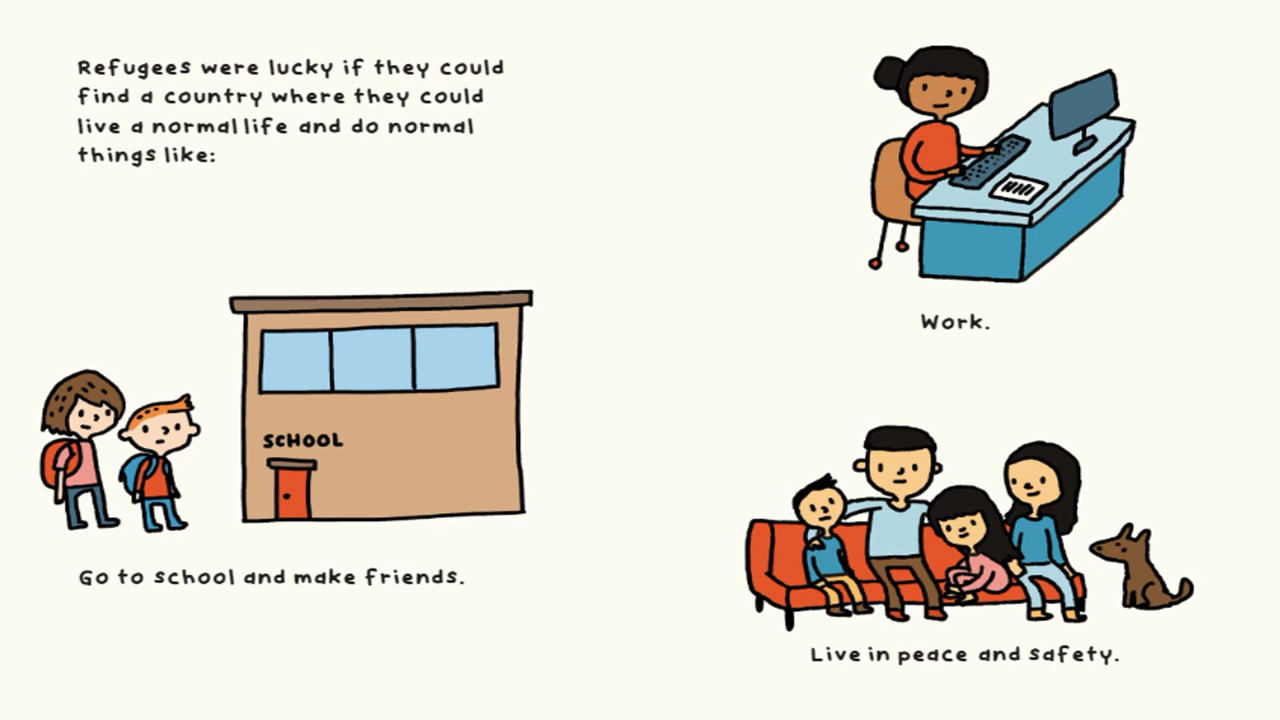 Refugees were lucky if they could
find a country where they could
live a normal life and do normal
things like:
SCHOOL
Go to school and make friends.
Work.
Live in peace and safety.